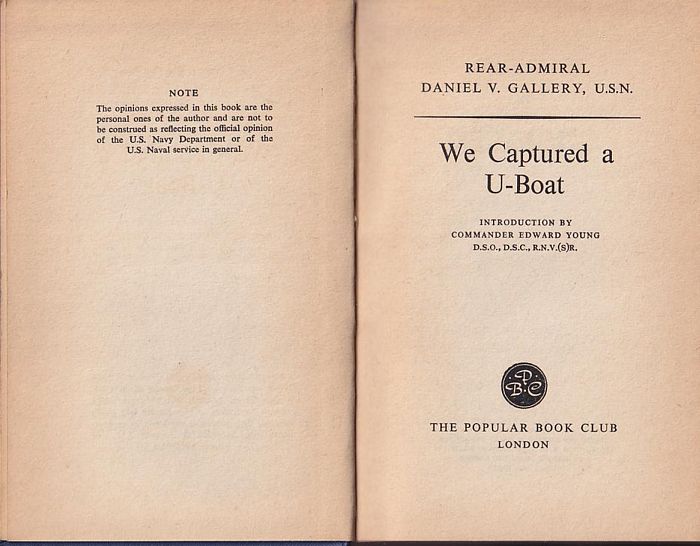 NOTE
The opinions expressed in this book are the
personal ones of the author and are not to
be construed as reflecting the official opinion
of the U.S. Navy Department or of the
U.S. Naval service in general.
REAR-ADMIRAL
DANIEL V. GALLERY, U.S.N.
We Captured a
U-Boat
INTRODUCTION BY
COMMANDER EDWARD YOUNG
D.S.O., D.S.C., R.N.V.(S)R.
P
B C
THE POPULAR BOOK CLUB
LONDON